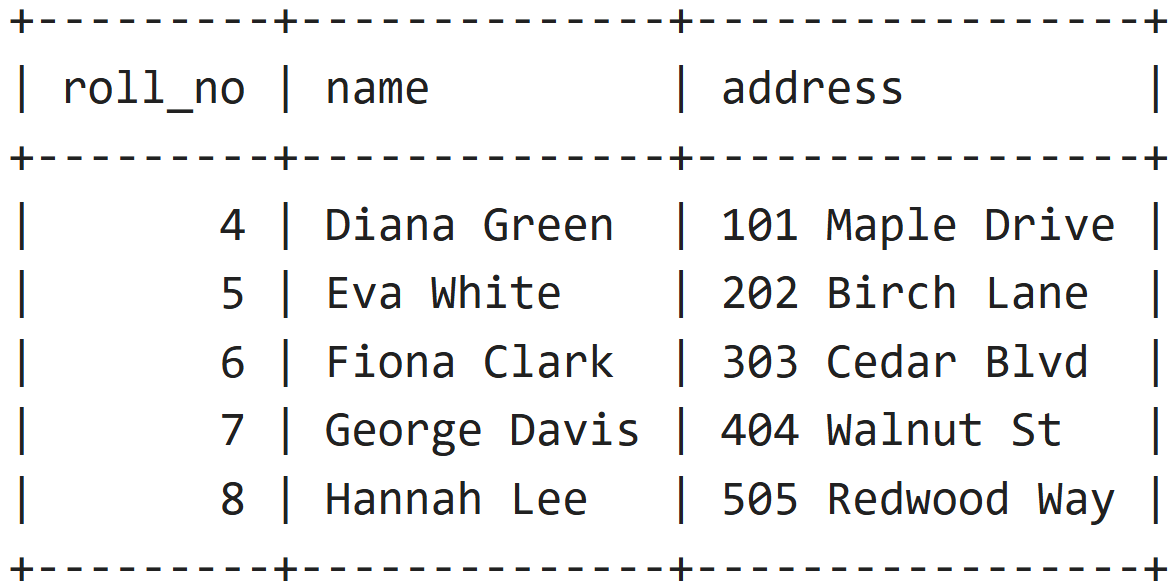 +---------+--------------+-----------------+
| roll_no | name         | address         |
+---------+--------------+-----------------+
|       4 | Diana Green  | 101 Maple Drive |
|       5 | Eva White    | 202 Birch Lane  |
|       6 | Fiona Clark  | 303 Cedar Blvd  |
|       7 | George Davis | 404 Walnut St   |
|       8 | Hannah Lee   | 505 Redwood Way |
+---------+--------------+-----------------+